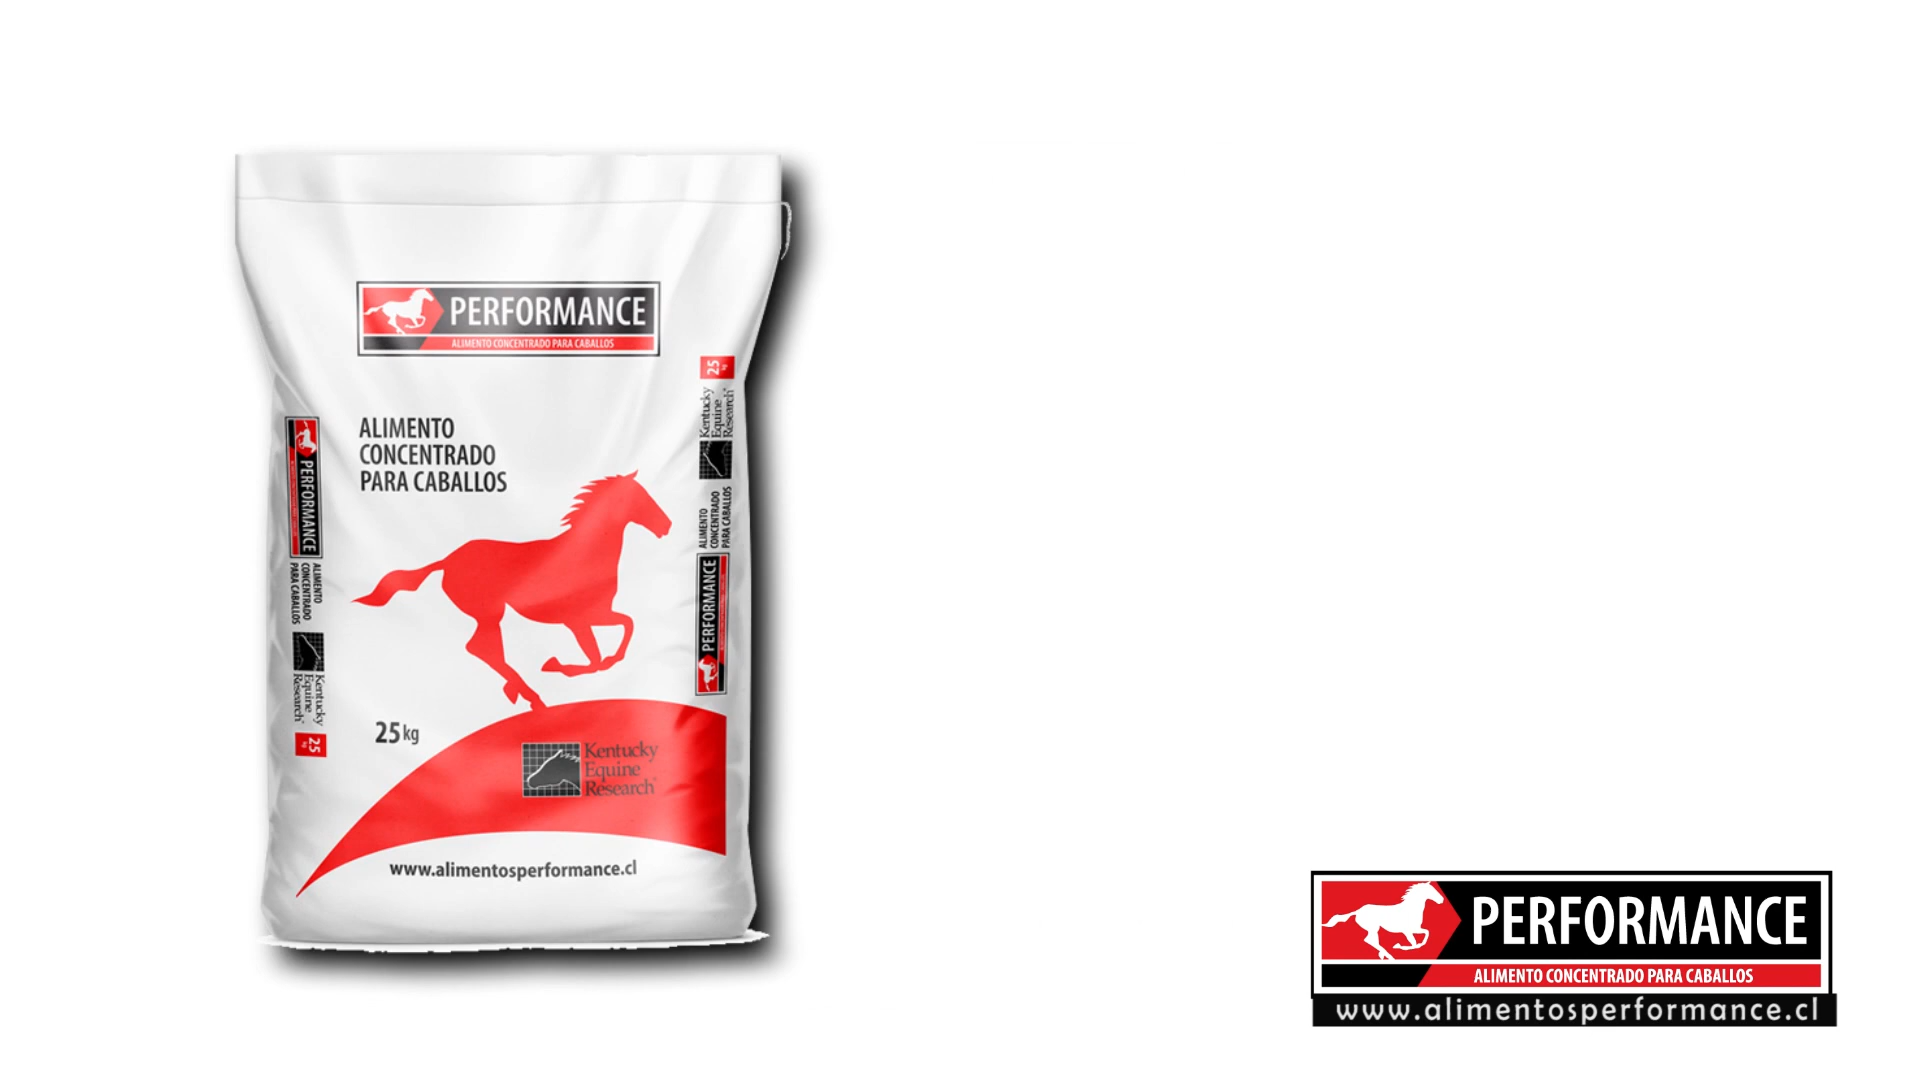 PERFORMANCE
ALIMENTO CONCENTRADO PARA CABALLOS
ALIMENTO
CONCENTRADO
PARA CABALLOS
25 kg
Kentucky
Equine
Research
www.alimentosperformance.cl
PERFORMANCE
ALIMENTO
CONCENTRADO
PARA CABALLOS
Kentucky
Equine
Research
25
kg
25
kg
Kentucky
Equine
Research
ALIMENTO
CONCENTRADO
PARA CABALLOS
PERFORMANCE
PERFORMANCE
ALIMENTO CONCENTRADO PARA CABALLOS
www.alimentosperformance.cl